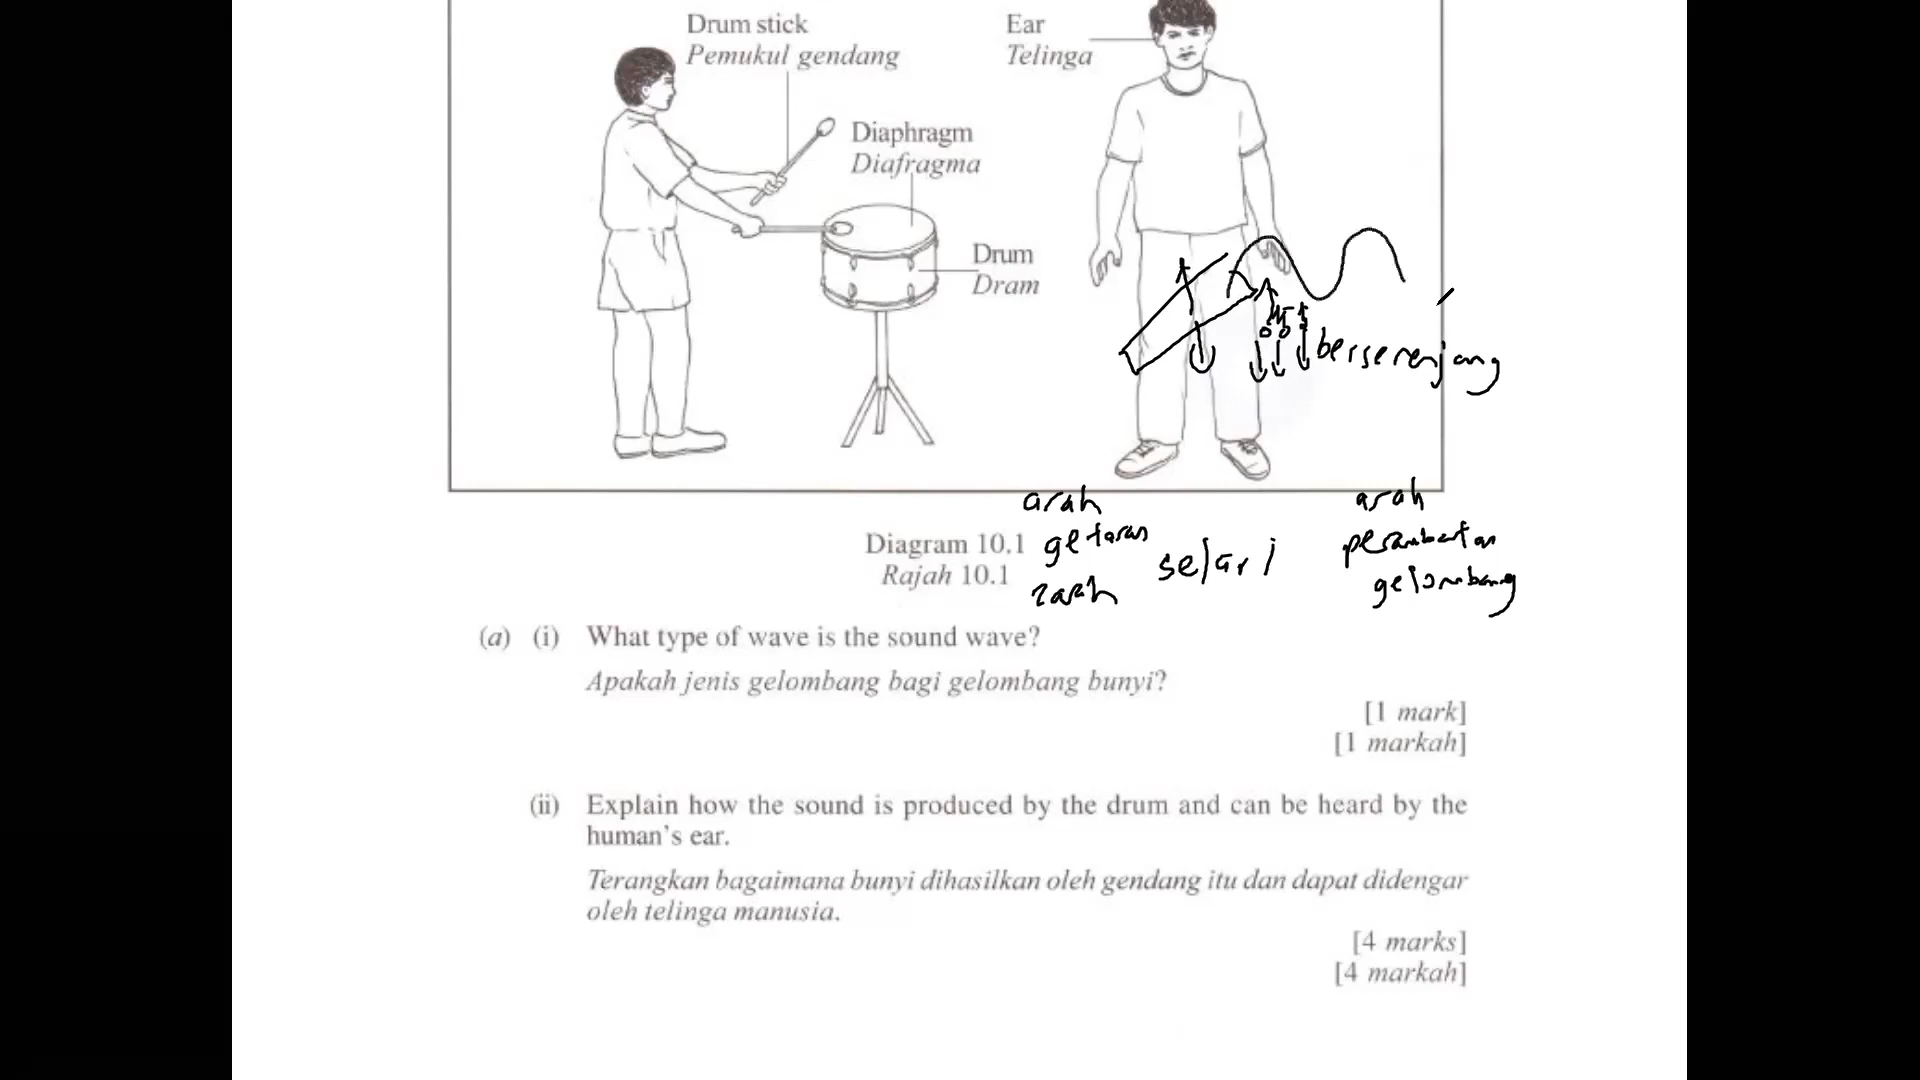 Drum stick
Pemukul gendang
Ear
Telinga
Diaphragm
Diafragma
Drum
Dram
berserenjang
arah
getaran
zarah
selari
arah
perambatan
gelombang
Diagram 10.1
Rajah 10.1
(a) (i) What type of wave is the sound wave?
Apakah jenis gelombang bagi gelombang bunyi?
[1 mark]
[1 markah]
(ii) Explain how the sound is produced by the drum and can be heard by the
human's ear.
Terangkan bagaimana bunyi dihasilkan oleh gendang itu dan dapat didengar
oleh telinga manusia.
[4 marks]
[4 markah]